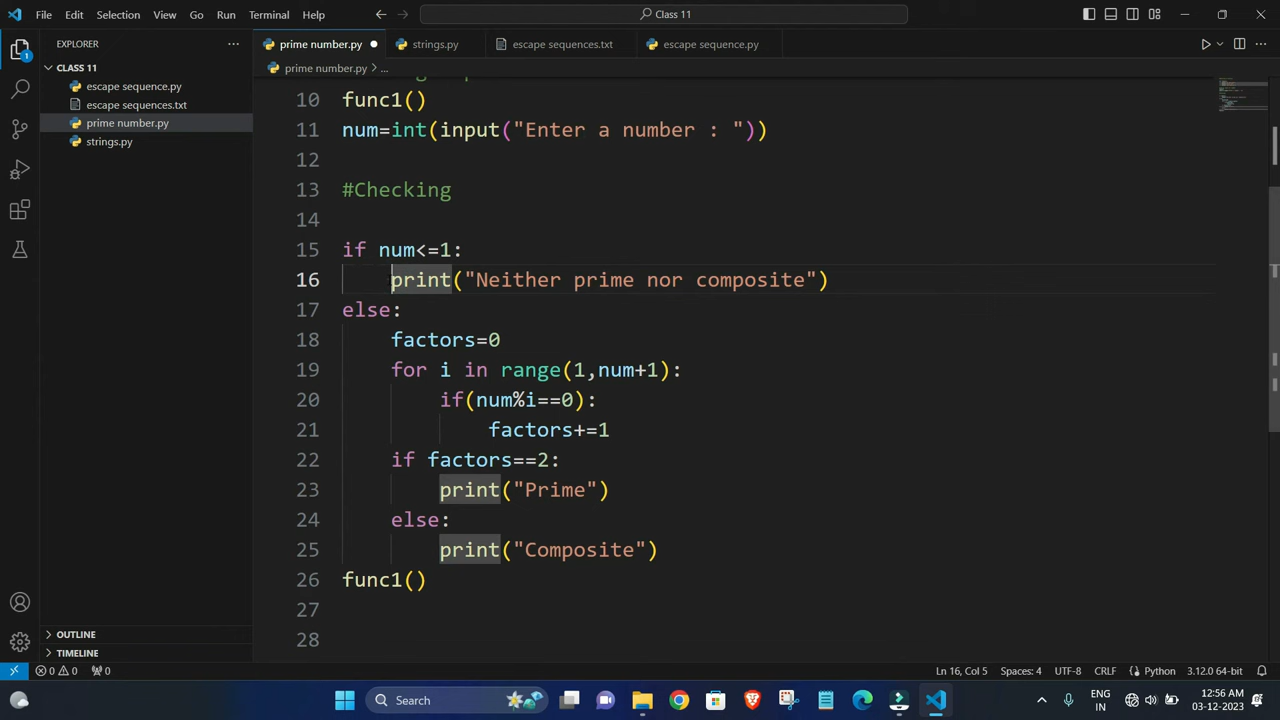 File Edit Selection View Go Run Terminal Help
Class 11
EXPLORER
CLASS 11
1
escape sequence.py
escape sequences.txt
prime number.py
strings.py
prime number.py
strings.py
escape sequences.txt
escape sequence.py
prime number.py > ...
10 func1()
11 num=int(input("Enter a number : "))
12
13 #Checking
14
15 if num<=1:
16 print("Neither prime nor composite")
17 else:
18 factors=0
19 for i in range(1,num+1):
20 if(num%i==0):
21 factors+=1
22 if factors==2:
23 print("Prime")
24 else:
25 print("Composite")
26 func1()
27
28
OUTLINE
TIMELINE
0 0 0
Ln 16, Col 5 Spaces: 4 UTF-8 CRLF Python 3.12.0 64-bit
Search
ENG
IN
12:56 AM
03-12-2023